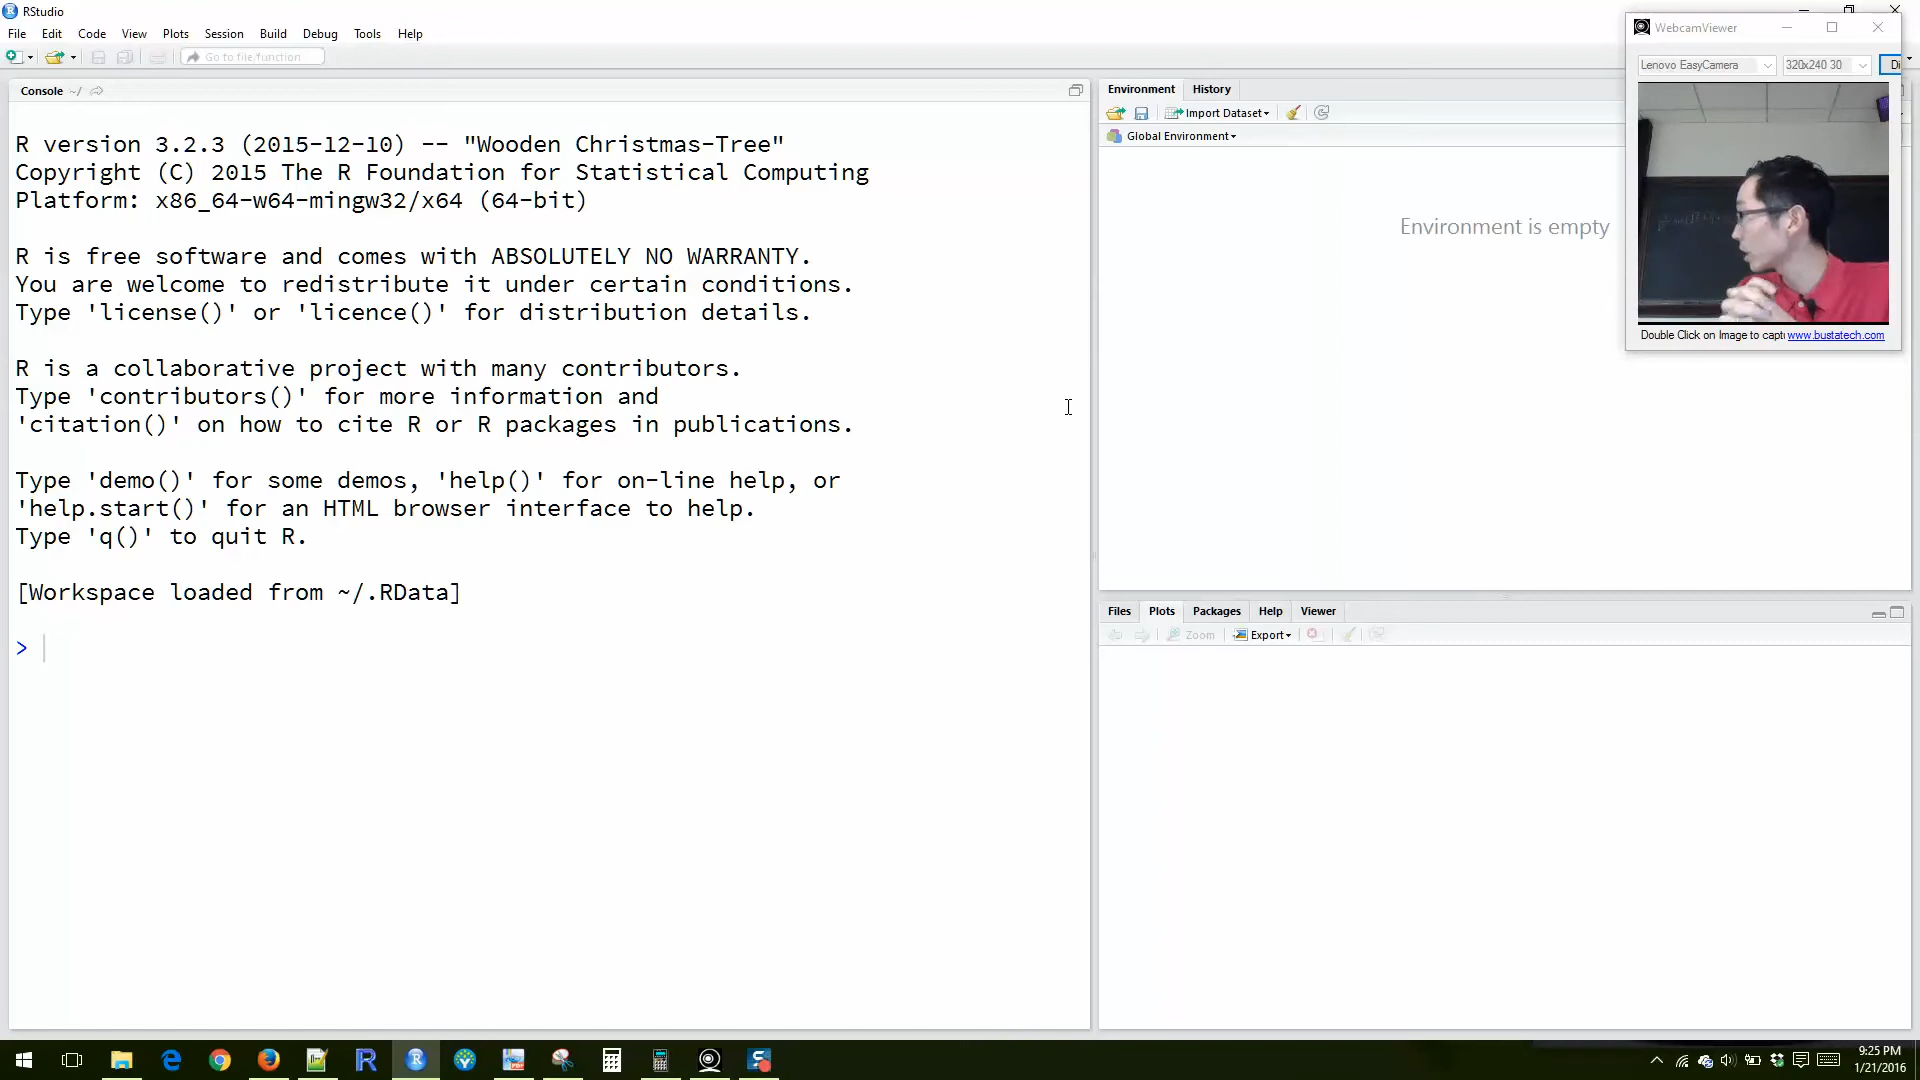 RStudio
File Edit Code View Plots Session Build Debug Tools Help
Go to file/function
WebcamViewer
Lenovo EasyCamera 320x240 30 Di
Double Click on Image to capt www.bustatech.com
Console ~/
R version 3.2.3 (2015-12-10) -- "Wooden Christmas-Tree"
Copyright (C) 2015 The R Foundation for Statistical Computing
Platform: x86_64-w64-mingw32/x64 (64-bit)
R is free software and comes with ABSOLUTELY NO WARRANTY.
You are welcome to redistribute it under certain conditions.
Type 'license()' or 'licence()' for distribution details.
R is a collaborative project with many contributors.
Type 'contributors()' for more information and
'citation()' on how to cite R or R packages in publications.
Type 'demo()' for some demos, 'help()' for on-line help, or
'help.start()' for an HTML browser interface to help.
Type 'q()' to quit R.
[Workspace loaded from ~/.RData]
>
Environment History
Import Dataset
Global Environment
Environment is empty
Files Plots Packages Help Viewer
Zoom Export
9:25 PM
1/21/2016